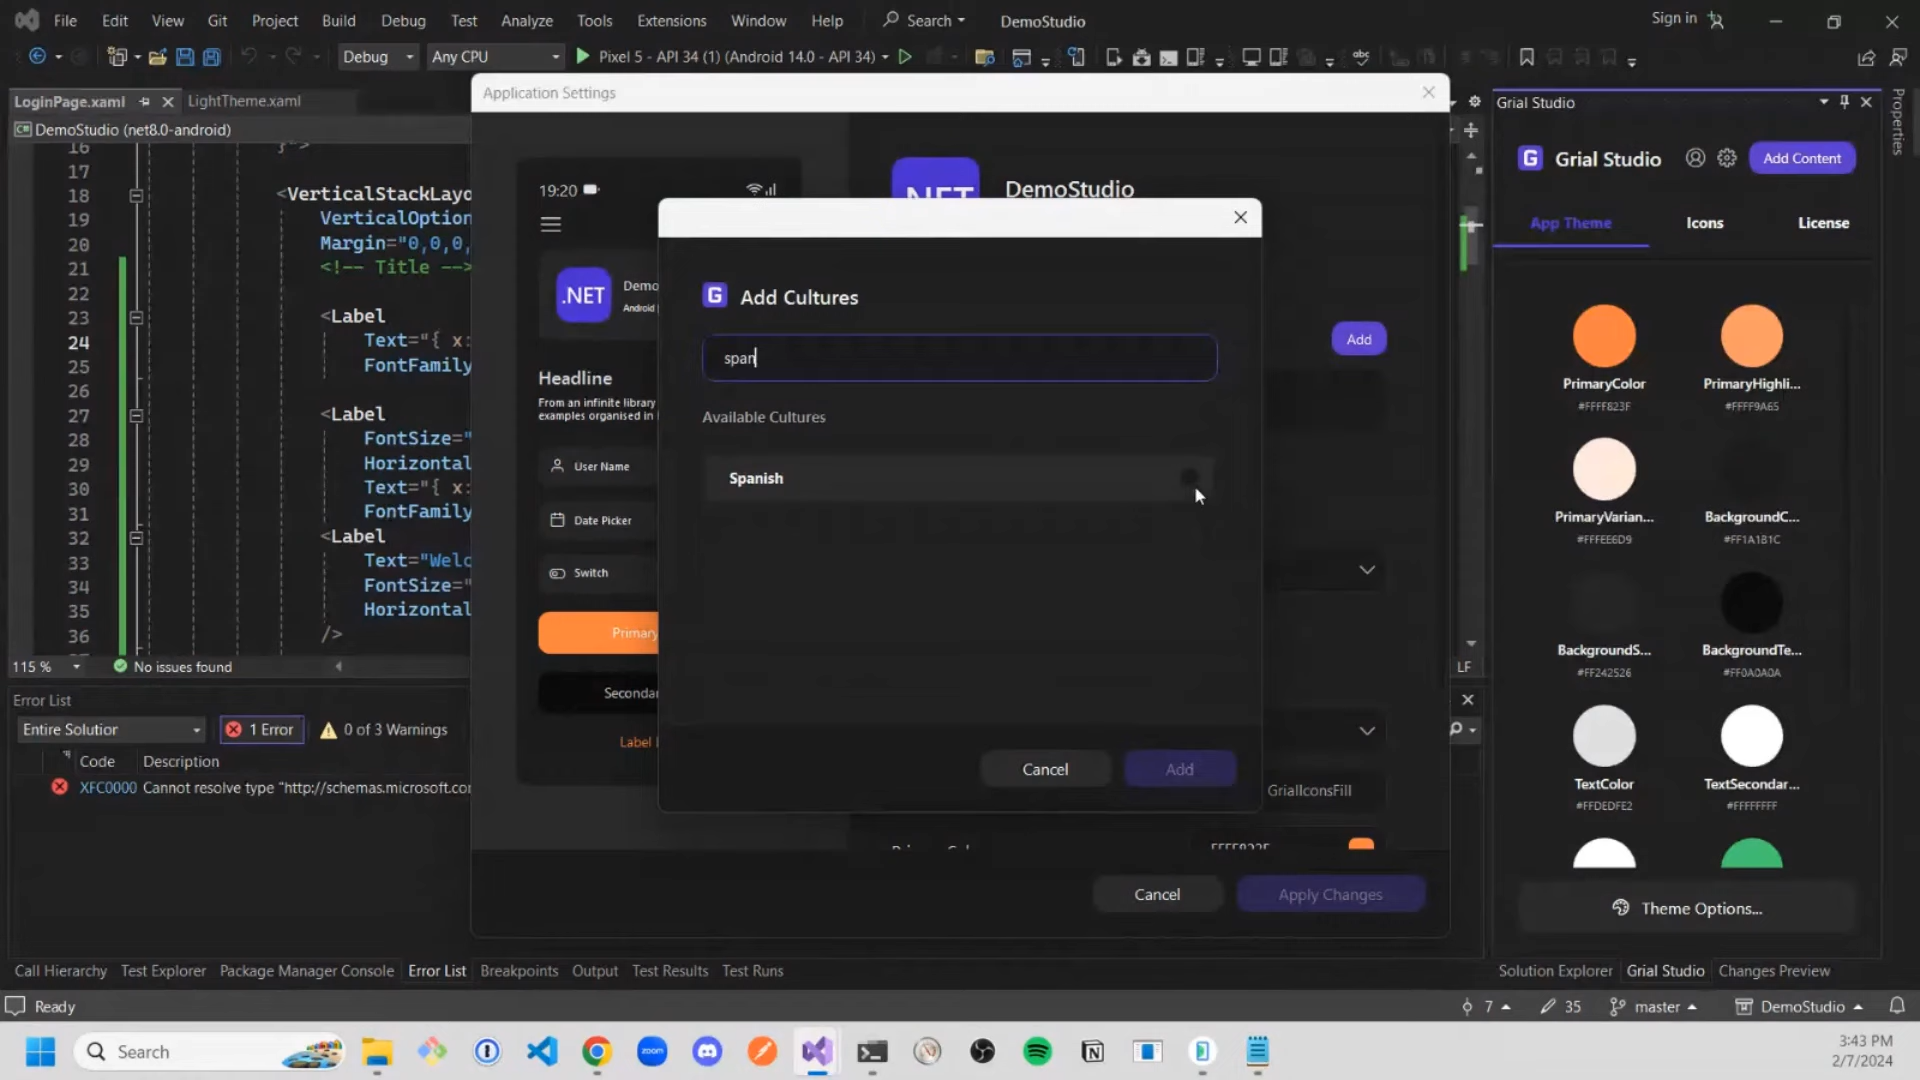 File Edit View Git Project Build Debug Test Analyze Tools Extensions Window Help Search DemoStudio Sign in
Debug Any CPU Pixel 5 - API 34 (1) (Android 14.0 - API 34)
LoginPage.xaml LightTheme.xaml
DemoStudio (net8.0-android)
16 }">
17
18 <VerticalStackLayo
19 VerticalOption
20 Margin="0,0,0,
21 <!-- Title -->
22
23 <Label
24 Text="{ x:
25 FontFamily
26
27 <Label
28 FontSize="
29 Horizontal
30 Text="{ x:
31 FontFamily
32 <Label
33 Text="Welc
34 FontSize="
35 Horizontal
36 />
115 % No issues found
LF
Error List
Entire Solution 1 Error 0 of 3 Warnings
Code Description
XFC0000 Cannot resolve type "http://schemas.microsoft.co
Application Settings
19:20
.NET
DemoStudio
.NET
Demo
Android
Headline
From an infinite library
examples organised in
User Name
Date Picker
Switch
Primary
Seconda
Label
Add
GrialIconsFill
Cancel Apply Changes
G Add Cultures
span
Available Cultures
Spanish
Cancel Add
Grial Studio
G Grial Studio Add Content
App Theme Icons License
PrimaryColor PrimaryHighli...
#FFFF823F #FFFF9A65
PrimaryVarian... BackgroundC...
#FFFEE6D9 #FF1A1B1C
BackgroundS... BackgroundTe...
#FF242526 #FF0A0A0A
TextColor TextSecondar...
#FFDEDFE2 #FFFFFFFF
Theme Options...
Properties
Call Hierarchy Test Explorer Package Manager Console Error List Breakpoints Output Test Results Test Runs
Solution Explorer Grial Studio Changes Preview
Ready
7 35 master DemoStudio
Search
zoom
3:43 PM
2/7/2024